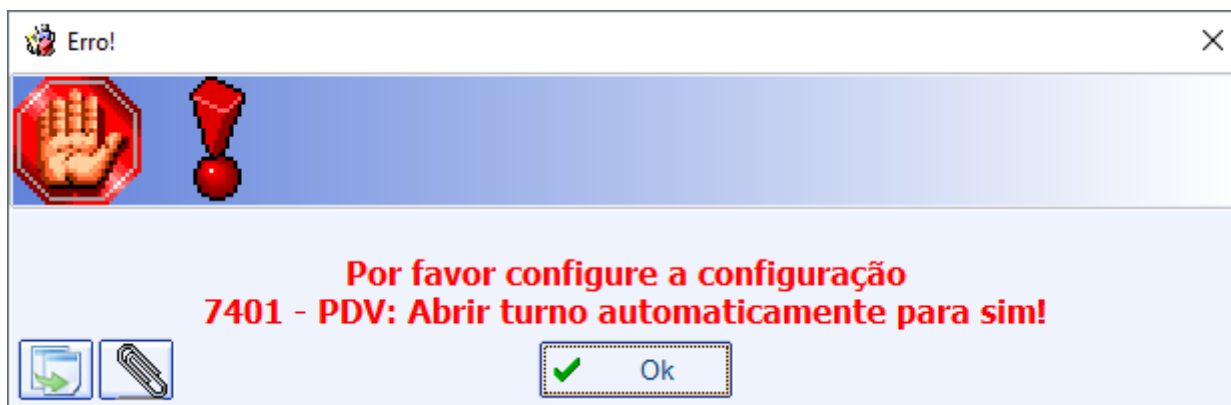 Erro!
Por favor configure a configuração
7401 - PDV: Abrir turno automaticamente para sim!
Ok